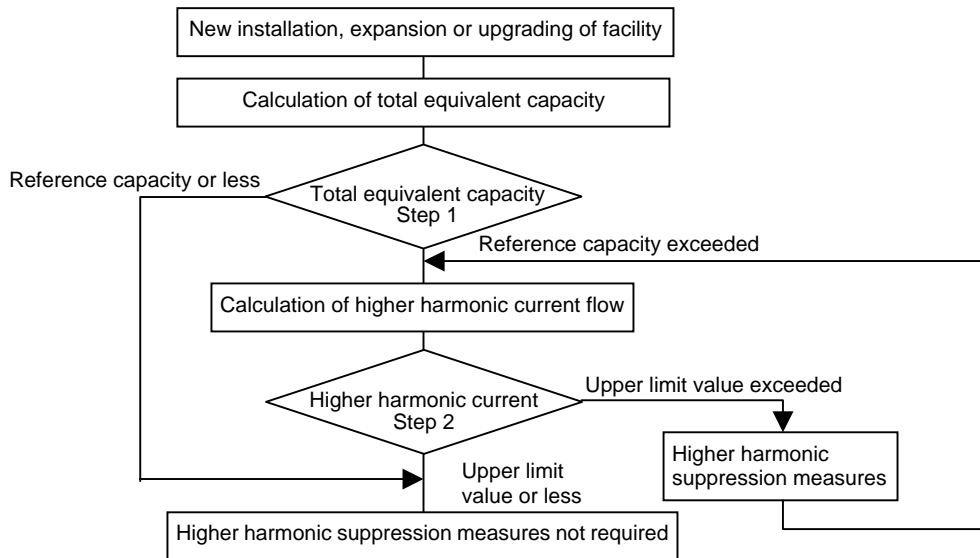 New installation, expansion or upgrading of facility
Calculation of total equivalent capacity
Reference capacity or less
Total equivalent capacity
Step 1
Reference capacity exceeded
Calculation of higher harmonic current flow
Upper limit value exceeded
Higher harmonic current
Step 2
Higher harmonic
suppression measures
Upper limit
value or less
Higher harmonic suppression measures not required